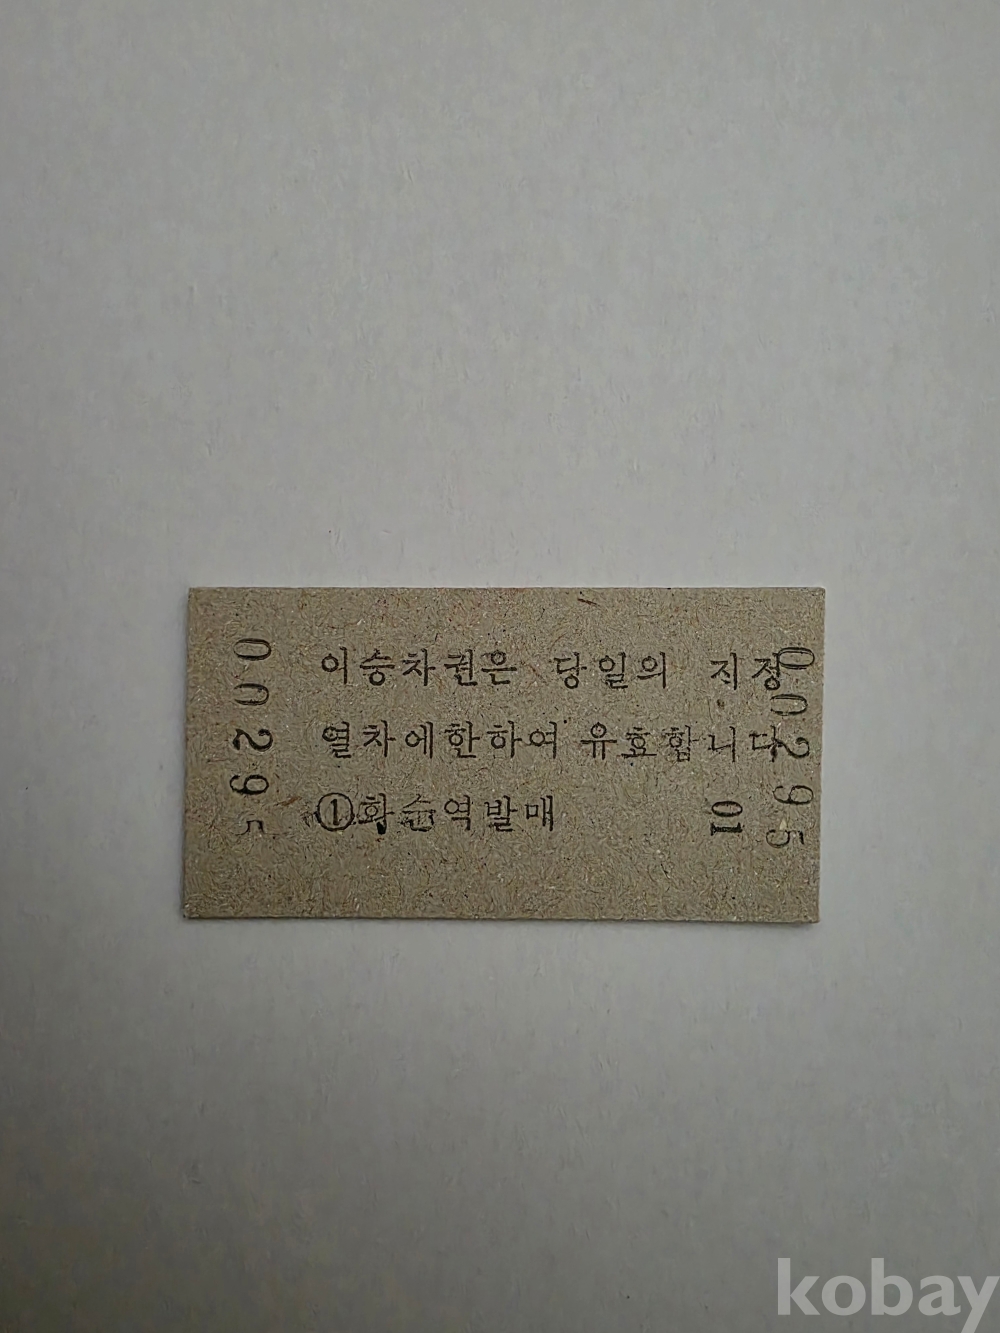 00295
이승차권은 당일의 지정
열차에한하여 유효합니다
①화순역발매
01
00295
kobay